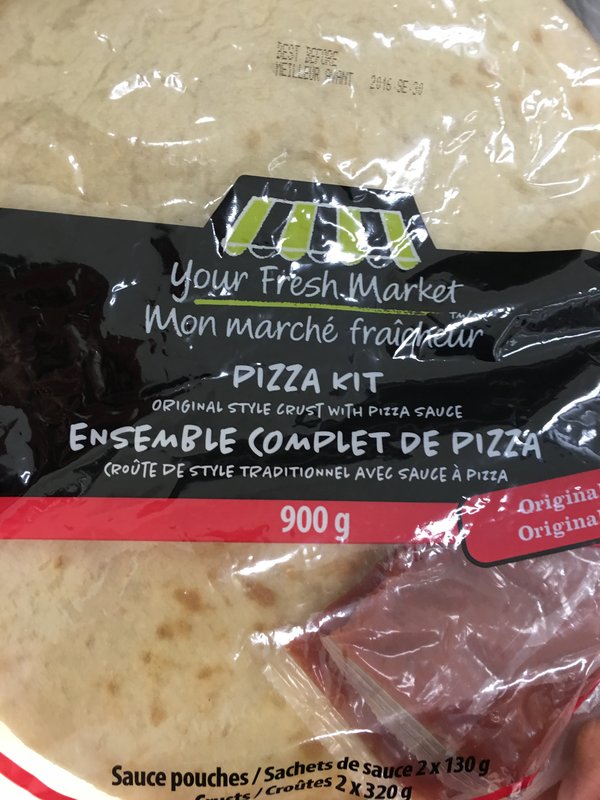 BEST BEFORE
MEILLEUR AVANT 2016 SE 30
Your Fresh Market
Mon marché fraîcheur
PIZZA KIT
ORIGINAL STYLE CRUST WITH PIZZA SAUCE
ENSEMBLE COMPLET DE PIZZA
CROÛTE DE STYLE TRADITIONNEL AVEC SAUCE À PIZZA
900 g
Original
Original
Sauce pouches / Sachets de sauce 2 x 130 g
Crusts / Croûtes 2 x 320 g